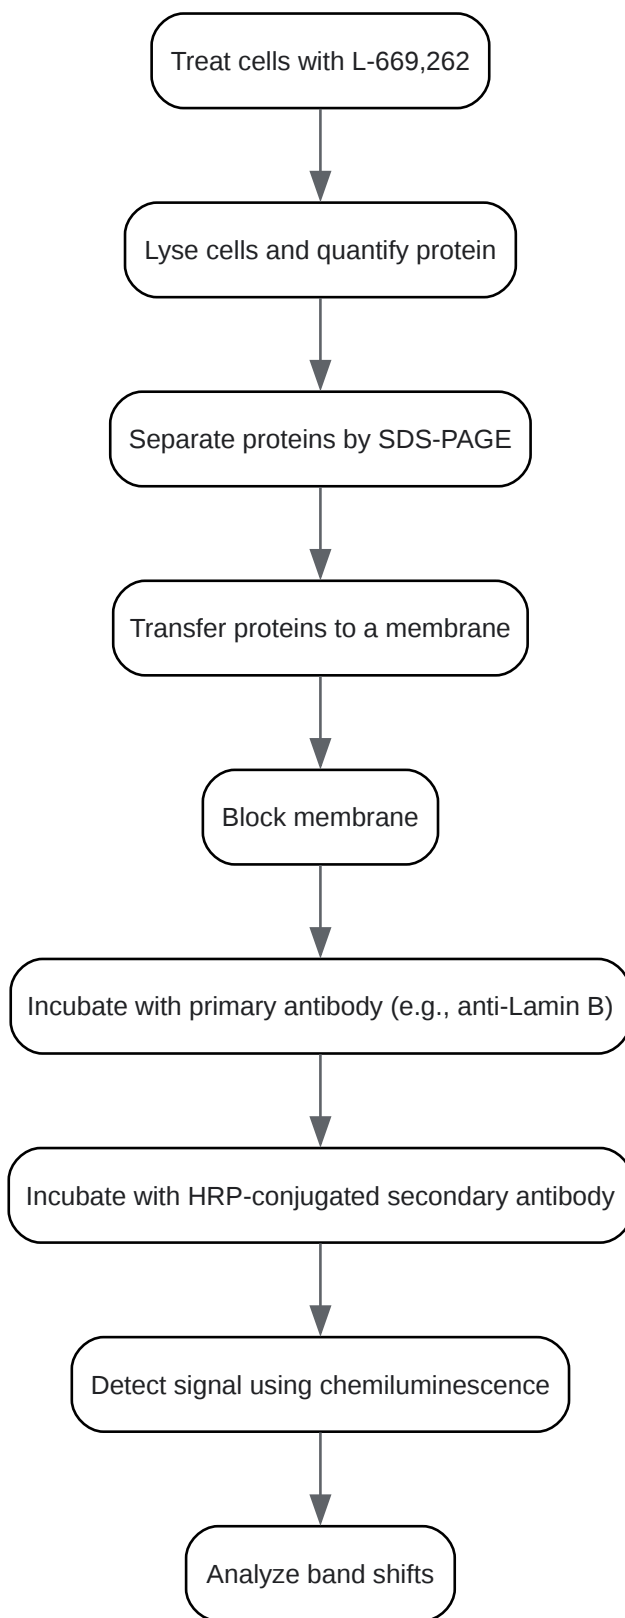 Treat cells with L-669,262
Lyse cells and quantify protein
Separate proteins by SDS-PAGE
Transfer proteins to a membrane
Block membrane
Incubate with primary antibody (e.g., anti-Lamin B)
Incubate with HRP-conjugated secondary antibody
Detect signal using chemiluminescence
Analyze band shifts